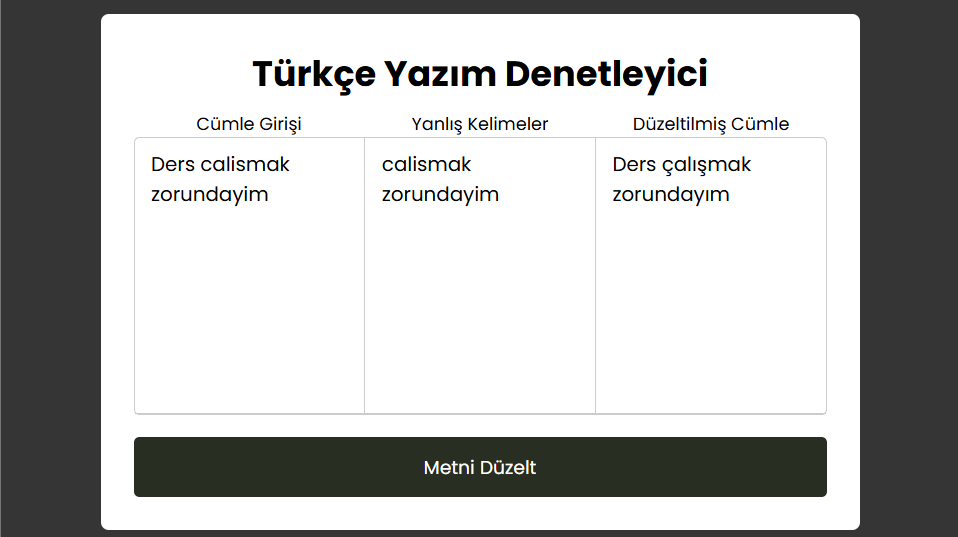 Türkçe Yazım Denetleyici
Cümle Girişi
Yanlış Kelimeler
Düzeltilmiş Cümle
Ders calismak
zorundayim
calismak
zorundayim
Ders çalışmak
zorundayım
Metni Düzelt